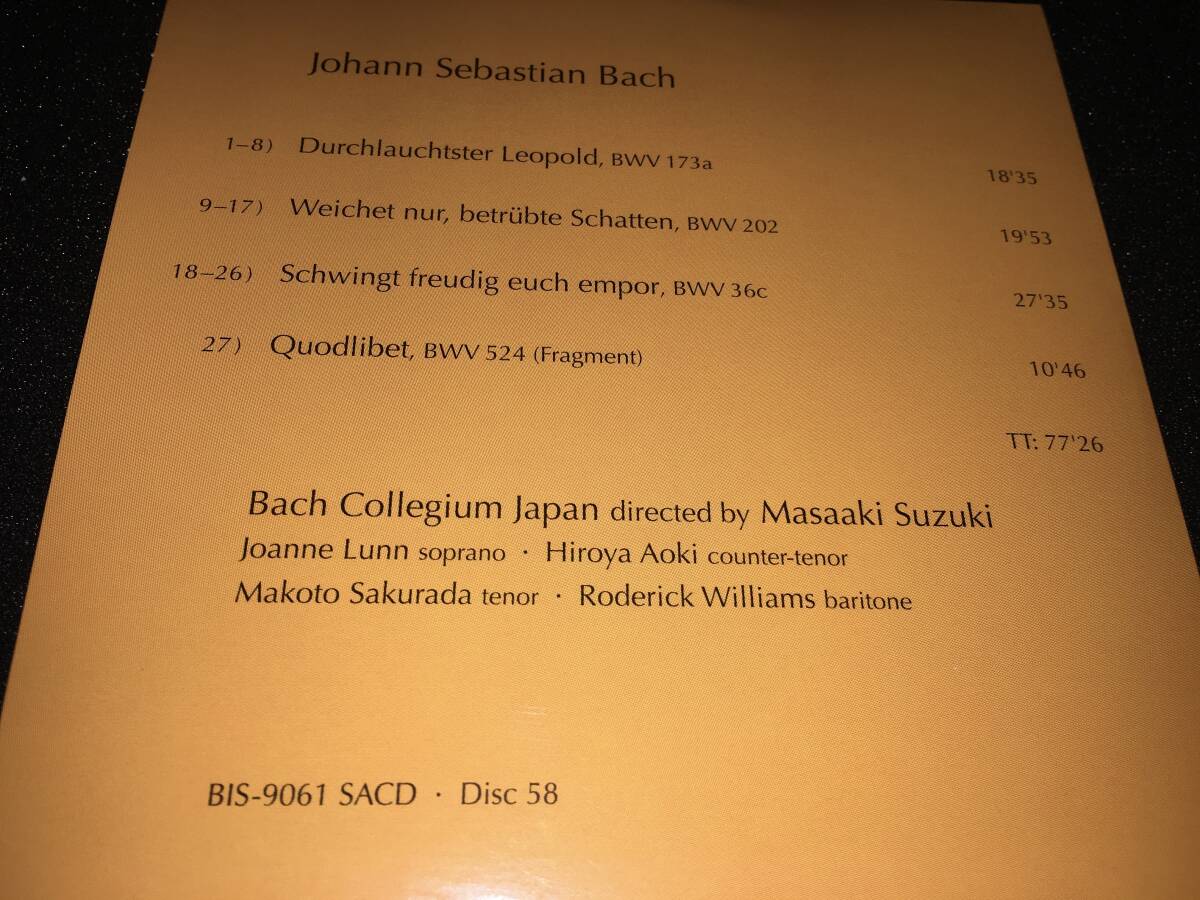 Johann Sebastian Bach
1–8) Durchlauchtster Leopold, BWV 173a 18'35
9–17) Weichet nur, betrübte Schatten, BWV 202 19'53
18–26) Schwingt freudig euch empor, BWV 36c 27'35
27) Quodlibet, BWV 524 (Fragment) 10'46
TT: 77'26
Bach Collegium Japan directed by Masaaki Suzuki
Joanne Lunn soprano · Hiroya Aoki counter-tenor
Makoto Sakurada tenor · Roderick Williams baritone
BIS-9061 SACD · Disc 58